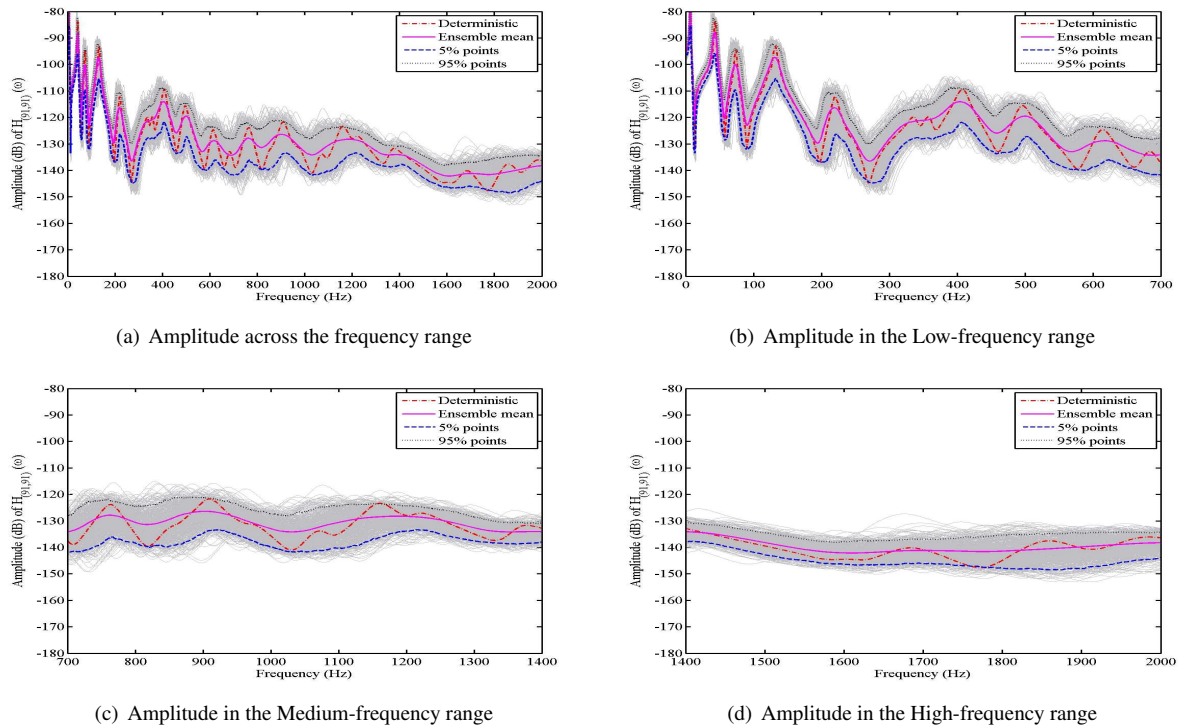 -80
-90
-100
-110
-120
-130
-140
-150
-160
-170
-180
Amplitude (dB) of H(91,91) (ω)
0 200 400 600 800 1000 1200 1400 1600 1800 2000
Frequency (Hz)
Deterministic
Ensemble mean
5% points
95% points
(a) Amplitude across the frequency range
-80
-90
-100
-110
-120
-130
-140
-150
-160
-170
-180
Amplitude (dB) of H(91,91) (ω)
0 100 200 300 400 500 600 700
Frequency (Hz)
Deterministic
Ensemble mean
5% points
95% points
(b) Amplitude in the Low-frequency range
-80
-90
-100
-110
-120
-130
-140
-150
-160
-170
-180
Amplitude (dB) of H(91,91) (ω)
700 800 900 1000 1100 1200 1300 1400
Frequency (Hz)
Deterministic
Ensemble mean
5% points
95% points
(c) Amplitude in the Medium-frequency range
-80
-90
-100
-110
-120
-130
-140
-150
-160
-170
-180
Amplitude (dB) of H(91,91) (ω)
1400 1500 1600 1700 1800 1900 2000
Frequency (Hz)
Deterministic
Ensemble mean
5% points
95% points
(d) Amplitude in the High-frequency range